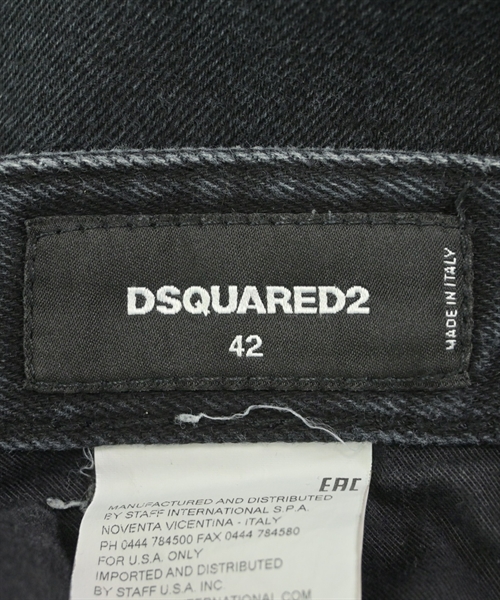 DSQUARED2
42
MADE IN ITALY
EAC
MANUFACTURED AND DISTRIBUTED
BY STAFF INTERNATIONAL S.P.A.
NOVENTA VICENTINA - ITALY
PH 0444 784500 FAX 0444 784580
FOR U.S.A. ONLY
IMPORTED AND DISTRIBUTED
BY STAFF U.S.A. INC.